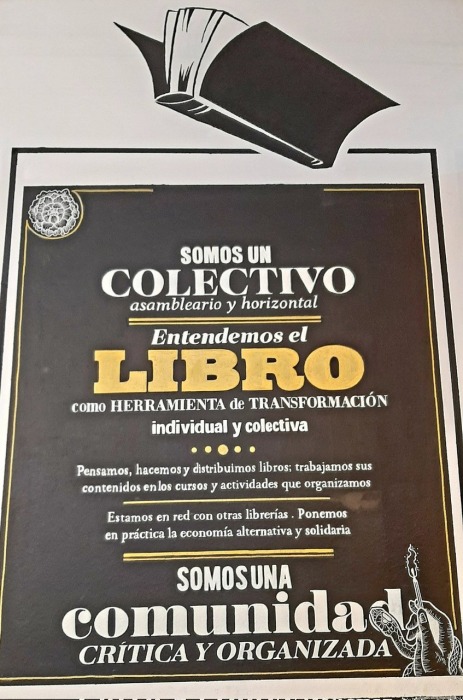 SOMOS UN
COLECTIVO
asambleario y horizontal
Entendemos el
LIBRO
como HERRAMIENTA de TRANSFORMACIÓN
individual y colectiva
Pensamos, hacemos y distribuimos libros; trabajamos sus
contenidos en los cursos y actividades que organizamos
Estamos en red con otras librerías. Ponemos
en práctica la economía alternativa y solidaria
SOMOS UNA
comunidad
CRÍTICA Y ORGANIZADA